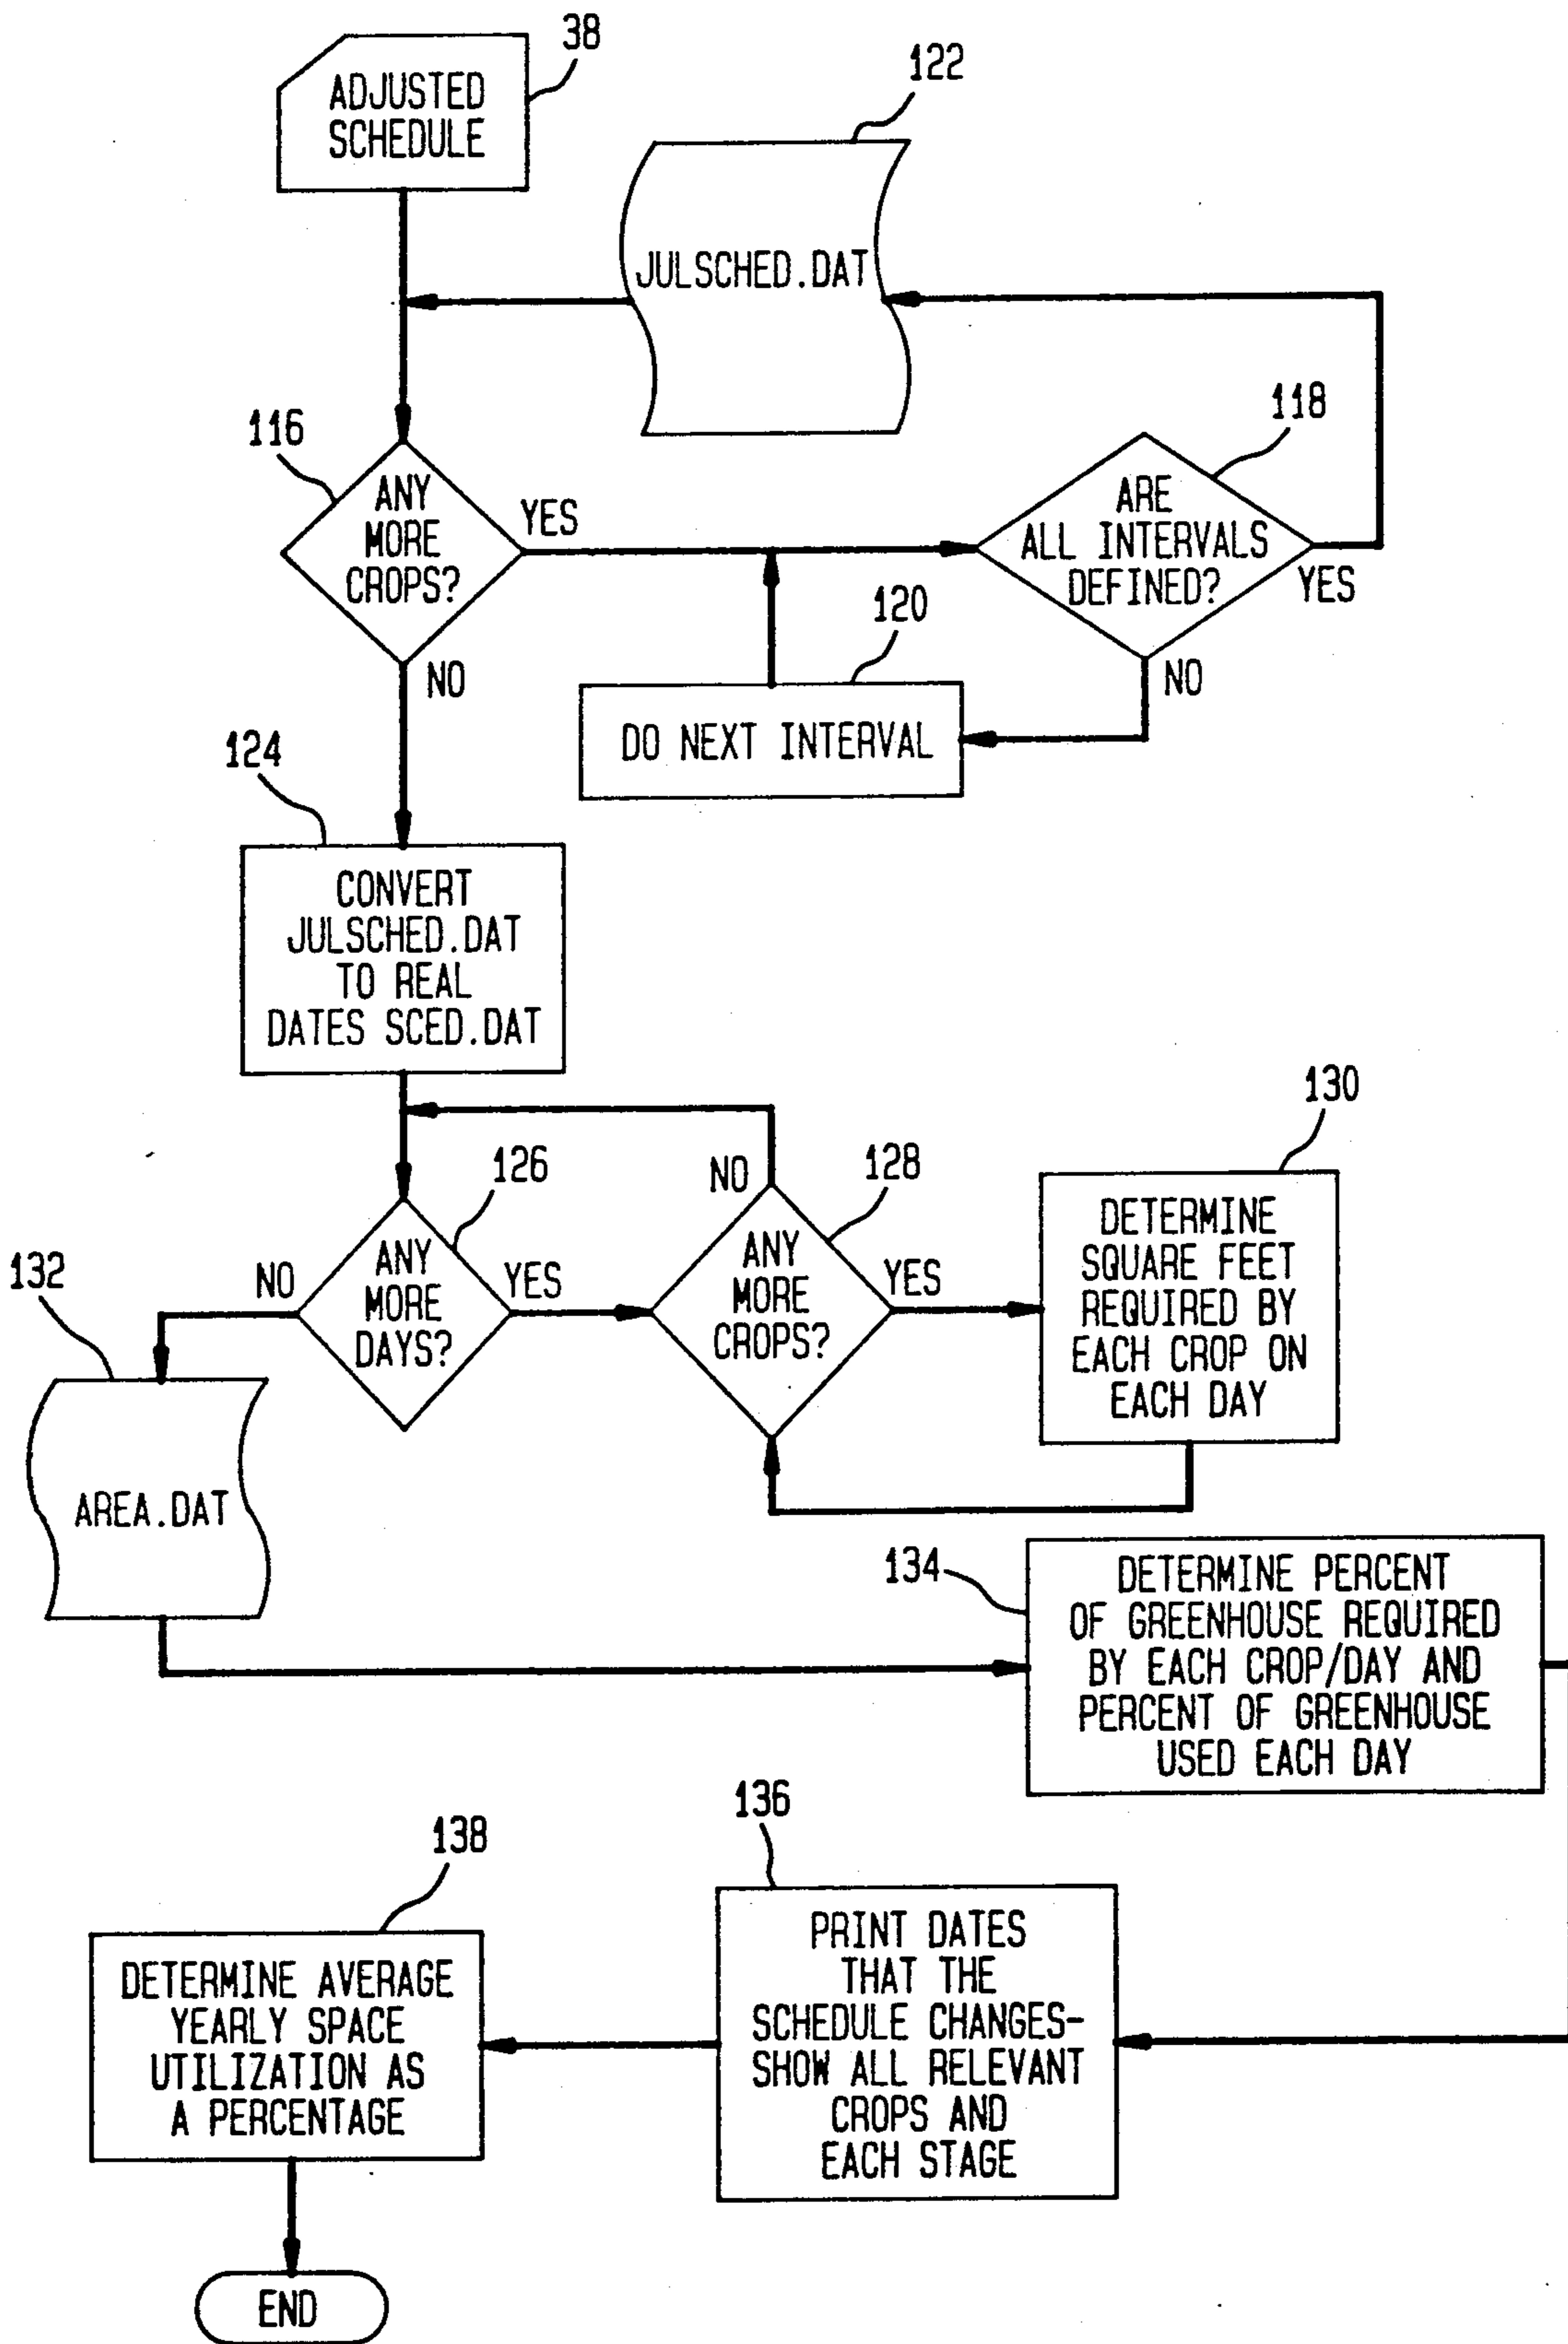 38
ADJUSTED
SCHEDULE
122
JULSCHED.DAT
116
ANY
MORE
CROPS?
YES
118
ARE
ALL INTERVALS
DEFINED?
YES
120
NO
NO
DO NEXT INTERVAL
124
CONVERT
JULSCHED.DAT
TO REAL
DATES SCED.DAT
130
126
NO
128
DETERMINE
SQUARE FEET
REQUIRED BY
EACH CROP ON
EACH DAY
132
NO
ANY
MORE
DAYS?
YES
ANY
MORE
CROPS?
YES
AREA.DAT
134
DETERMINE PERCENT
OF GREENHOUSE REQUIRED
BY EACH CROP/DAY AND
PERCENT OF GREENHOUSE
USED EACH DAY
136
138
PRINT DATES
THAT THE
SCHEDULE CHANGES-
SHOW ALL RELEVANT
CROPS AND
EACH STAGE
DETERMINE AVERAGE
YEARLY SPACE
UTILIZATION AS
A PERCENTAGE
END